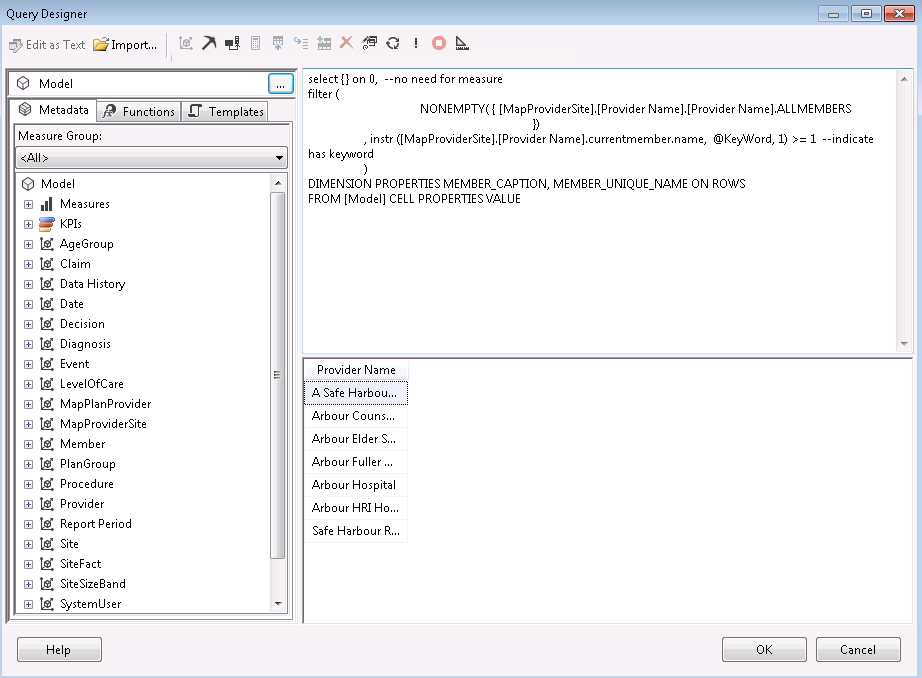 Query Designer
Edit as Text Import...
Model ...
Metadata Functions Templates
Measure Group:
<All>
Model
Measures
KPIs
AgeGroup
Claim
Data History
Date
Decision
Diagnosis
Event
LevelOfCare
MapPlanProvider
MapProviderSite
Member
PlanGroup
Procedure
Provider
Report Period
Site
SiteFact
SiteSizeBand
SystemUser
select {} on 0, --no need for measure
filter (
NONEMPTY( { [MapProviderSite].[Provider Name].[Provider Name].ALLMEMBERS
})
, instr ([MapProviderSite].[Provider Name].currentmember.name, @KeyWord, 1) >= 1 --indicate
has keyword
)
DIMENSION PROPERTIES MEMBER_CAPTION, MEMBER_UNIQUE_NAME ON ROWS
FROM [Model] CELL PROPERTIES VALUE
Provider Name
A Safe Harbou...
Arbour Couns...
Arbour Elder S...
Arbour Fuller ...
Arbour Hospital
Arbour HRI Ho...
Safe Harbour R...
Help
OK
Cancel